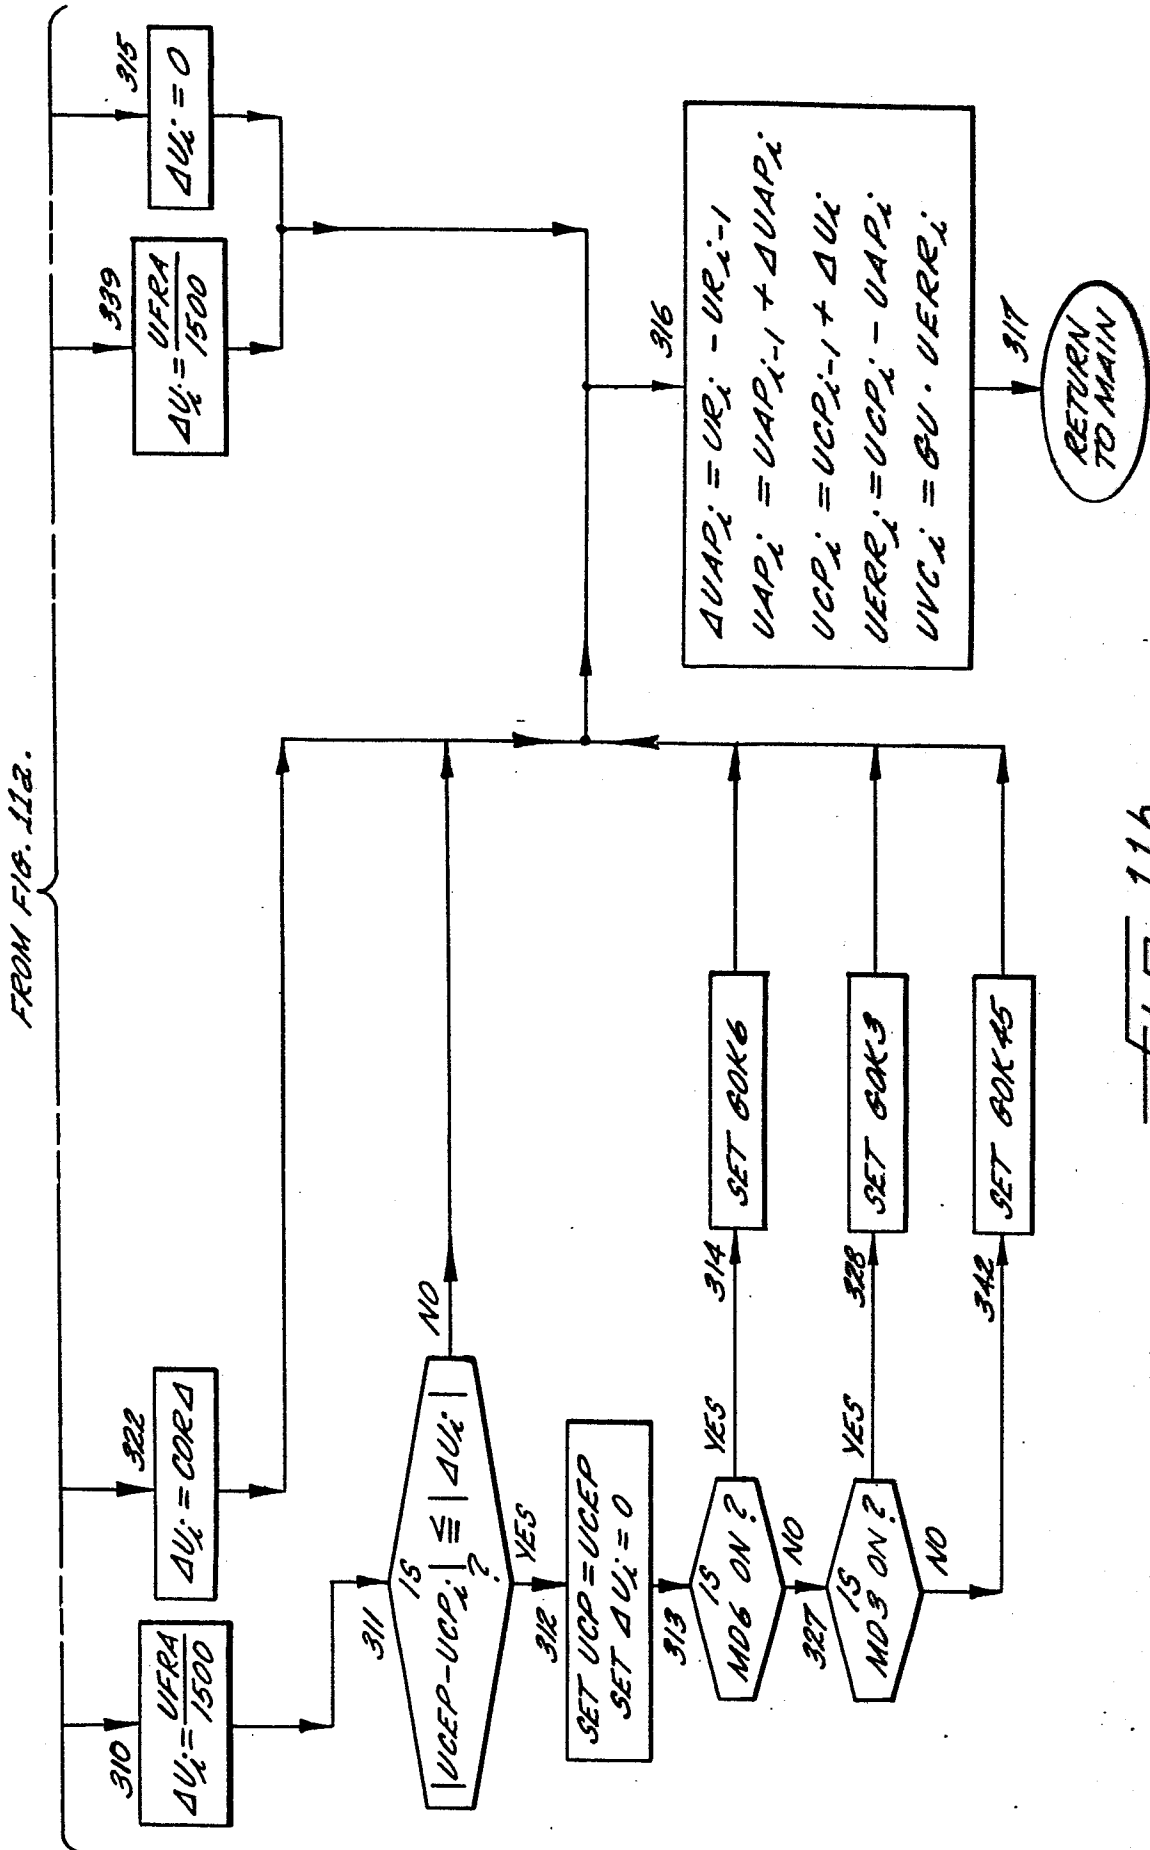 FROM FIG. 11a.
310
ΔUi = UFRA
1500
322
ΔUi = CORΔ
339
ΔUi = UFRA
1500
315
ΔUi = 0
311
IS
|UCEP-UCPi| ≦ |ΔUi|
?
NO
YES
312
SET UCP = UCEP
SET ΔUi = 0
313
IS
MD6 ON ?
YES
314
SET GOK6
NO
327
IS
MD3 ON ?
YES
328
SET GOK3
NO
342
SET GOK45
316
ΔUAPi = URi - URi-1
UAPi = UAPi-1 + ΔUAPi
UCPi = UCPi-1 + ΔUi
UERRi = UCPi - UAPi
UVCi = GU · UERRi
317
RETURN
TO MAIN